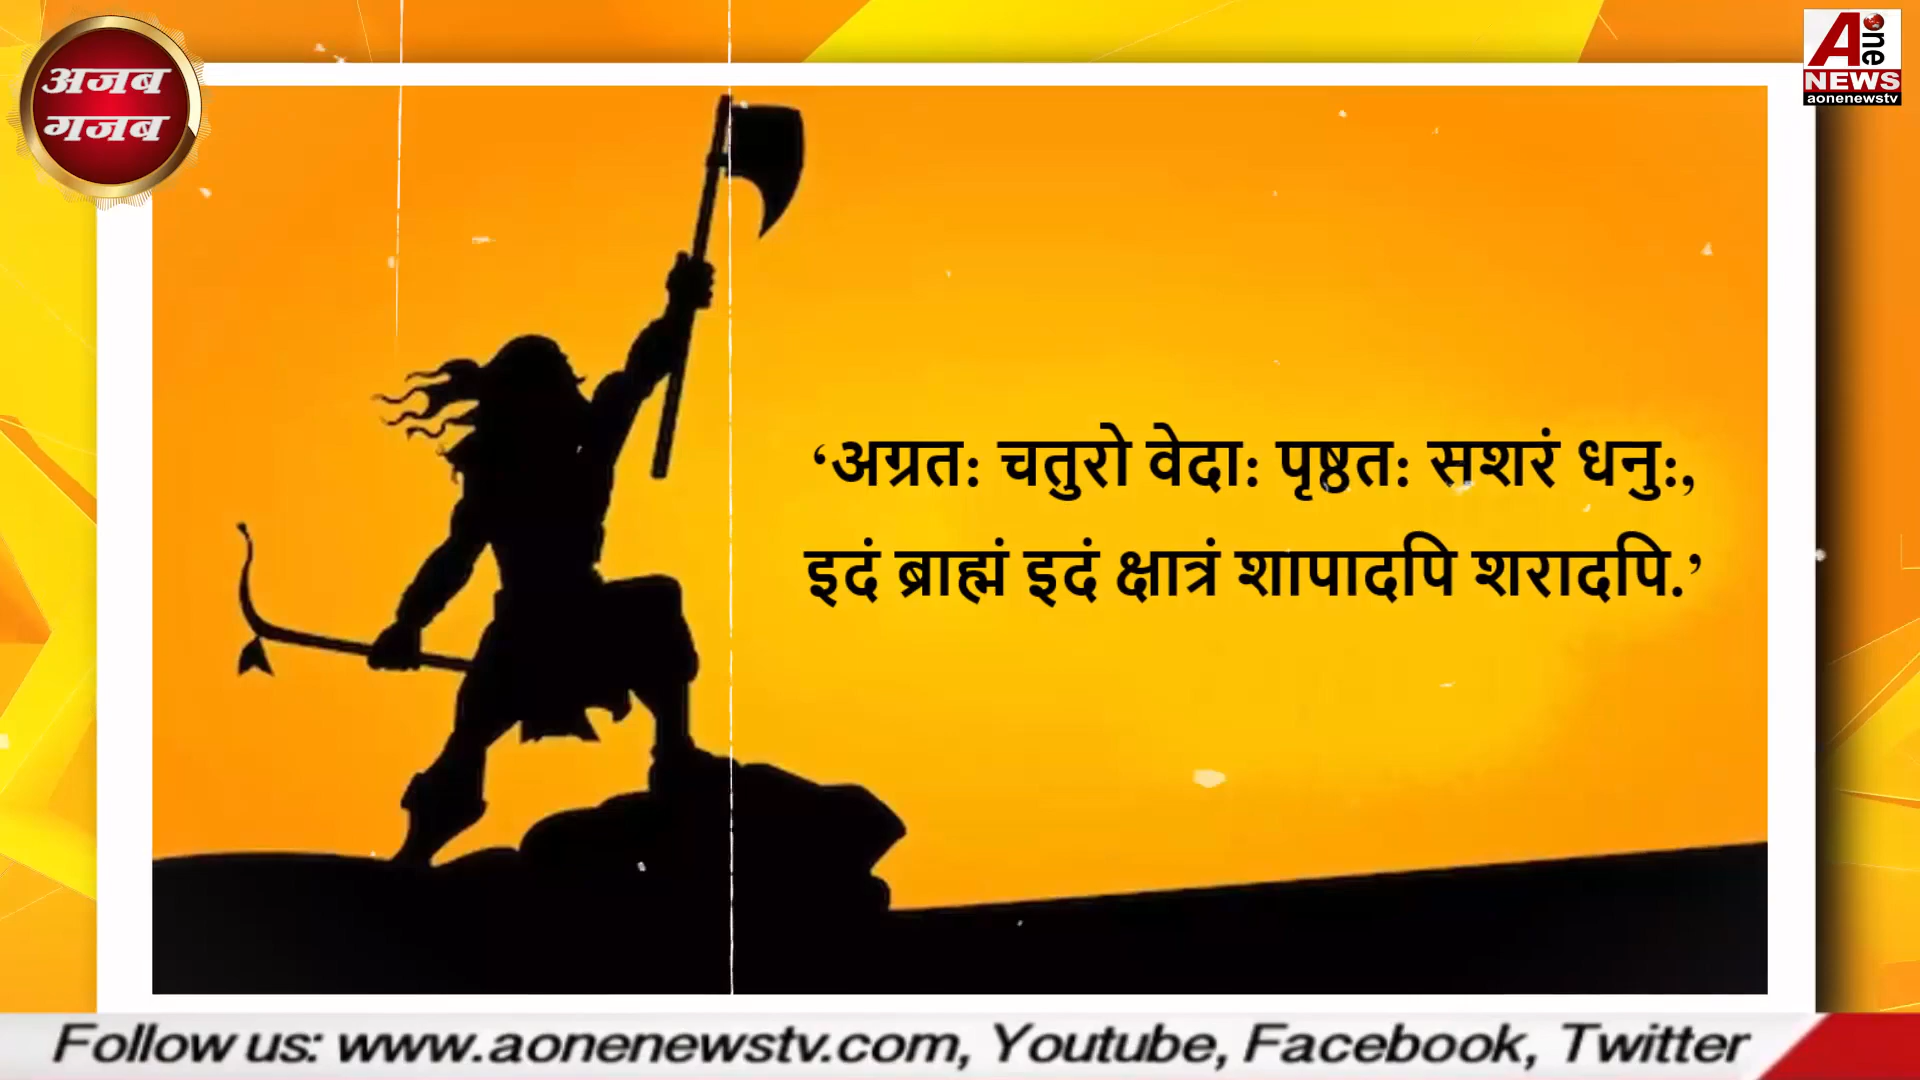 अजब
गजब
Aone
NEWS
aonenewstv
‘अग्रतः चतुरो वेदाः पृष्ठतः सशरं धनुः,
इदं ब्राह्मं इदं क्षात्रं शापादपि शरादपि.’
Follow us: www.aonenewstv.com, Youtube, Facebook, Twitter